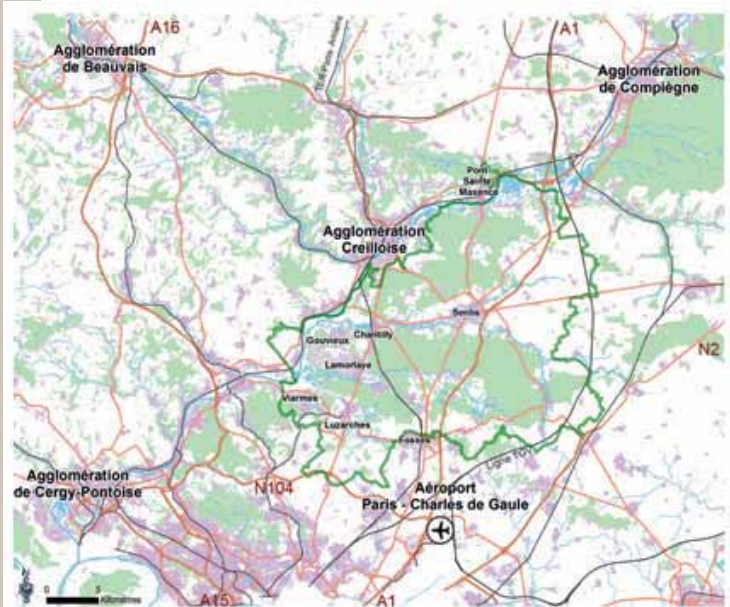 A16
A1
Agglomération
de Beauvais
Agglomération
de Compiègne
Pont
Sainte
Maxence
Agglomération
Creilloise
Senlis
Chantilly
Gouvieux
Lamorlaye
N2
Viarmes
Luzarches
Fosses
Ligne TGV
Agglomération
de Cergy-Pontoise
N104
Aéroport
Paris - Charles de Gaule
0 5
Kilomètres
A15
A1